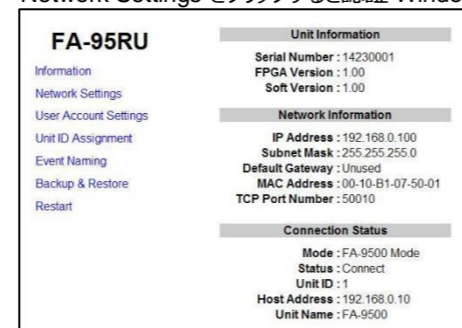 Network Settings をクリックすると認証 Windo
FA-95RU
Information
Network Settings
User Account Settings
Unit ID Assignment
Event Naming
Backup & Restore
Restart
Unit Information
Serial Number : 14230001
FPGA Version : 1.00
Soft Version : 1.00
Network Information
IP Address : 192.168.0.100
Subnet Mask : 255.255.255.0
Default Gateway : Unused
MAC Address : 00-10-B1-07-50-01
TCP Port Number : 50010
Connection Status
Mode : FA-9500 Mode
Status : Connect
Unit ID : 1
Host Address : 192.168.0.10
Unit Name : FA-9500